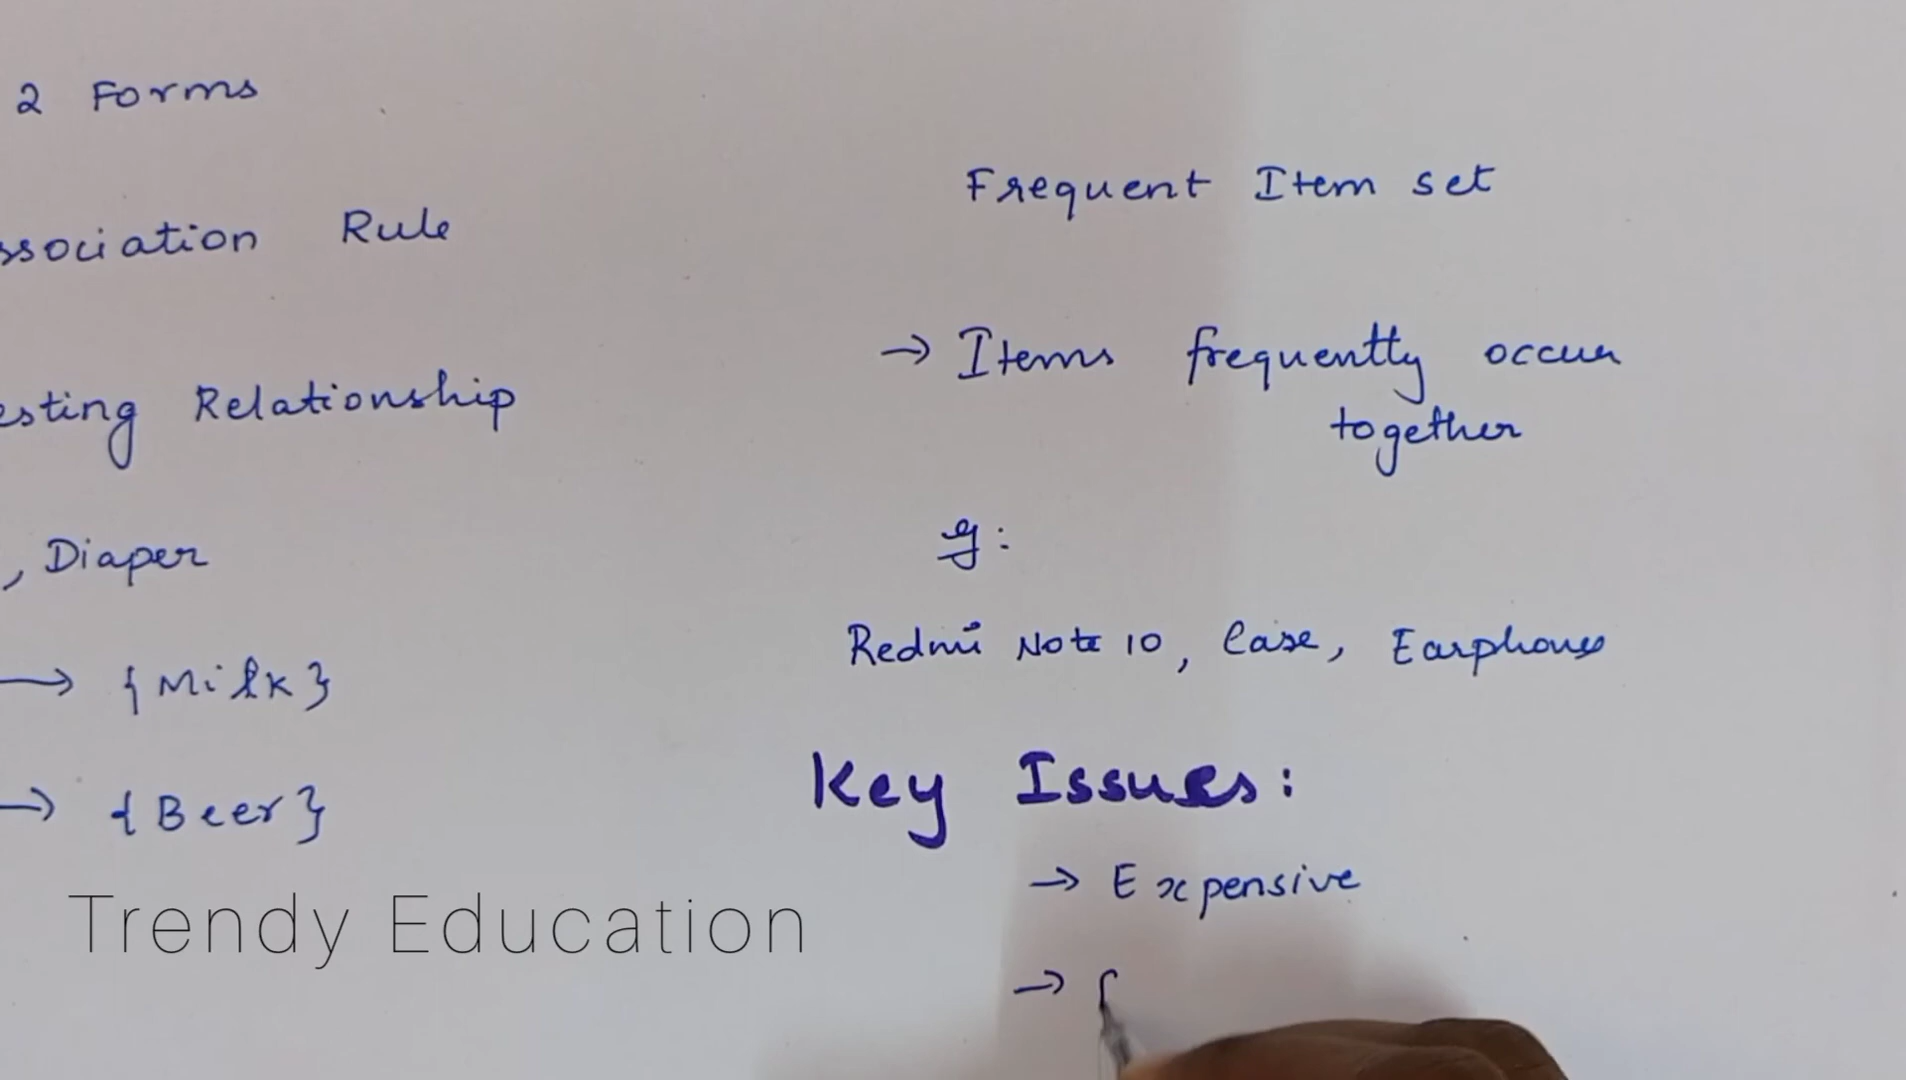 2 Forms
ssociation Rule
esting Relationship
, Diaper
→ {Milk}
→ {Beer}
Frequent Item set
→ Items frequently occur
together
eg:
Redmi Note 10, Case, Earphones
Key Issues:
→ Expensive
→
Trendy Education